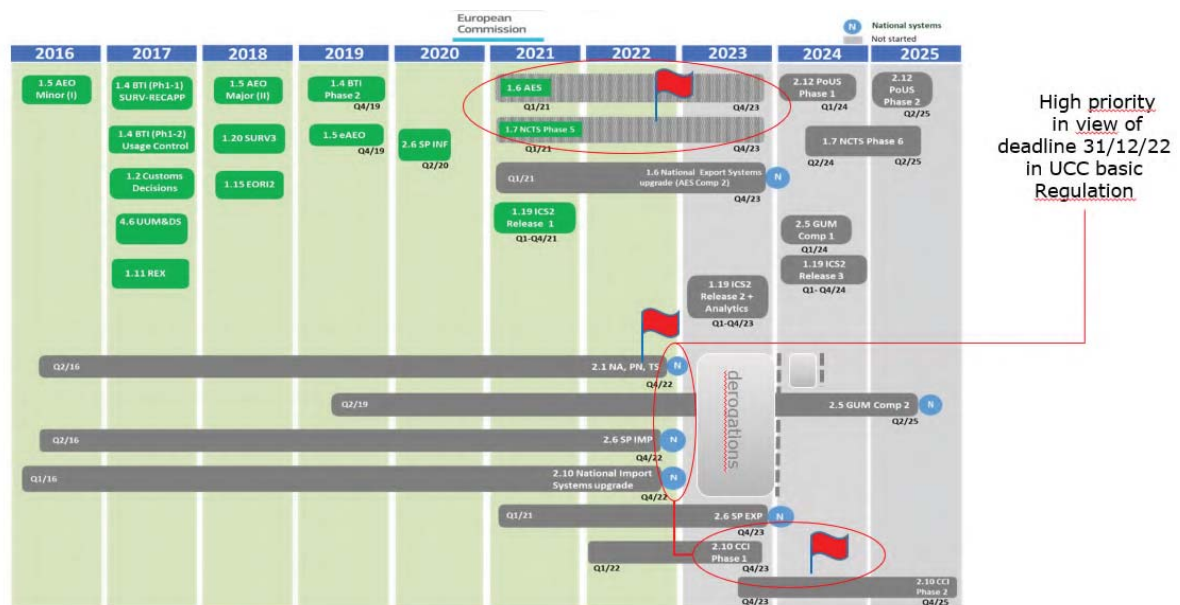 European
Commission
N National systems
Not started
2016 2017 2018 2019 2020 2021 2022 2023 2024 2025
1.5 AEO
Minor (I)
1.4 BTI (Ph1-1)
SURV-RECAPP
1.5 AEO
Major (II)
1.4 BTI
Phase 2
Q4/19
1.6 AES
Q1/21
Q4/23
2.12 PoUS
Phase 1
Q1/24
2.12
PoUS
Phase 2
Q2/25
1.4 BTI (Ph1-2)
Usage Control
1.20 SURV3
1.5 eAEO
Q4/19
2.6 SP INF
Q2/20
1.7 NCTS Phase 5
Q1/21
Q4/23
1.7 NCTS Phase 6
Q2/24
Q2/25
1.2 Customs
Decisions
1.15 EORI2
Q1/21
1.6 National Export Systems
upgrade (AES Comp 2)
N
Q4/23
4.6 UUM&DS
1.19 ICS2
Release 1
Q1-Q4/21
2.5 GUM
Comp 1
Q1/24
1.11 REX
1.19 ICS2
Release 3
Q1- Q4/24
1.19 ICS2
Release 2 +
Analytics
Q1-Q4/23
High priority
in view of
deadline 31/12/22
in UCC basic
Regulation
Q2/16
2.1 NA, PN, TS
N
Q4/22
derogations
Q2/19
2.5 GUM Comp 2
N
Q2/25
Q2/16
2.6 SP IMP
N
Q4/22
Q1/16
2.10 National Import
Systems upgrade
N
Q4/22
Q1/21
2.6 SP EXP
N
Q4/23
2.10 CCI
Phase 1
Q1/22
Q4/23
2.10 CCI
Phase 2
Q4/23
Q4/25